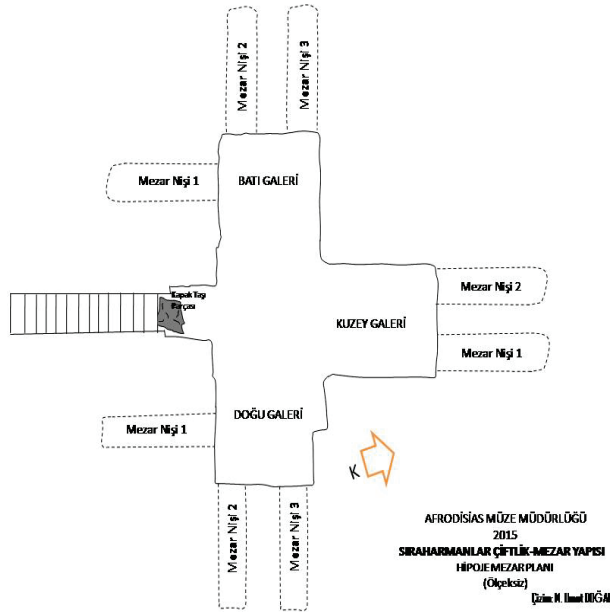 Mezar Nişi 2
Mezar Nişi 3
Mezar Nişi 1
BATI GALERİ
Kapak Taşı
Parçası
Mezar Nişi 2
KUZEY GALERİ
Mezar Nişi 1
DOĞU GALERİ
Mezar Nişi 1
K
Mezar Nişi 2
Mezar Nişi 3
AFRODİSİAS MÜZE MÜDÜRLÜĞÜ
2015
SIRAHARMANLAR ÇİFTLİK-MEZAR YAPISI
HİPOJE MEZAR PLANI
(Ölçeksiz)
Çizim: N. Umut DOĞAN